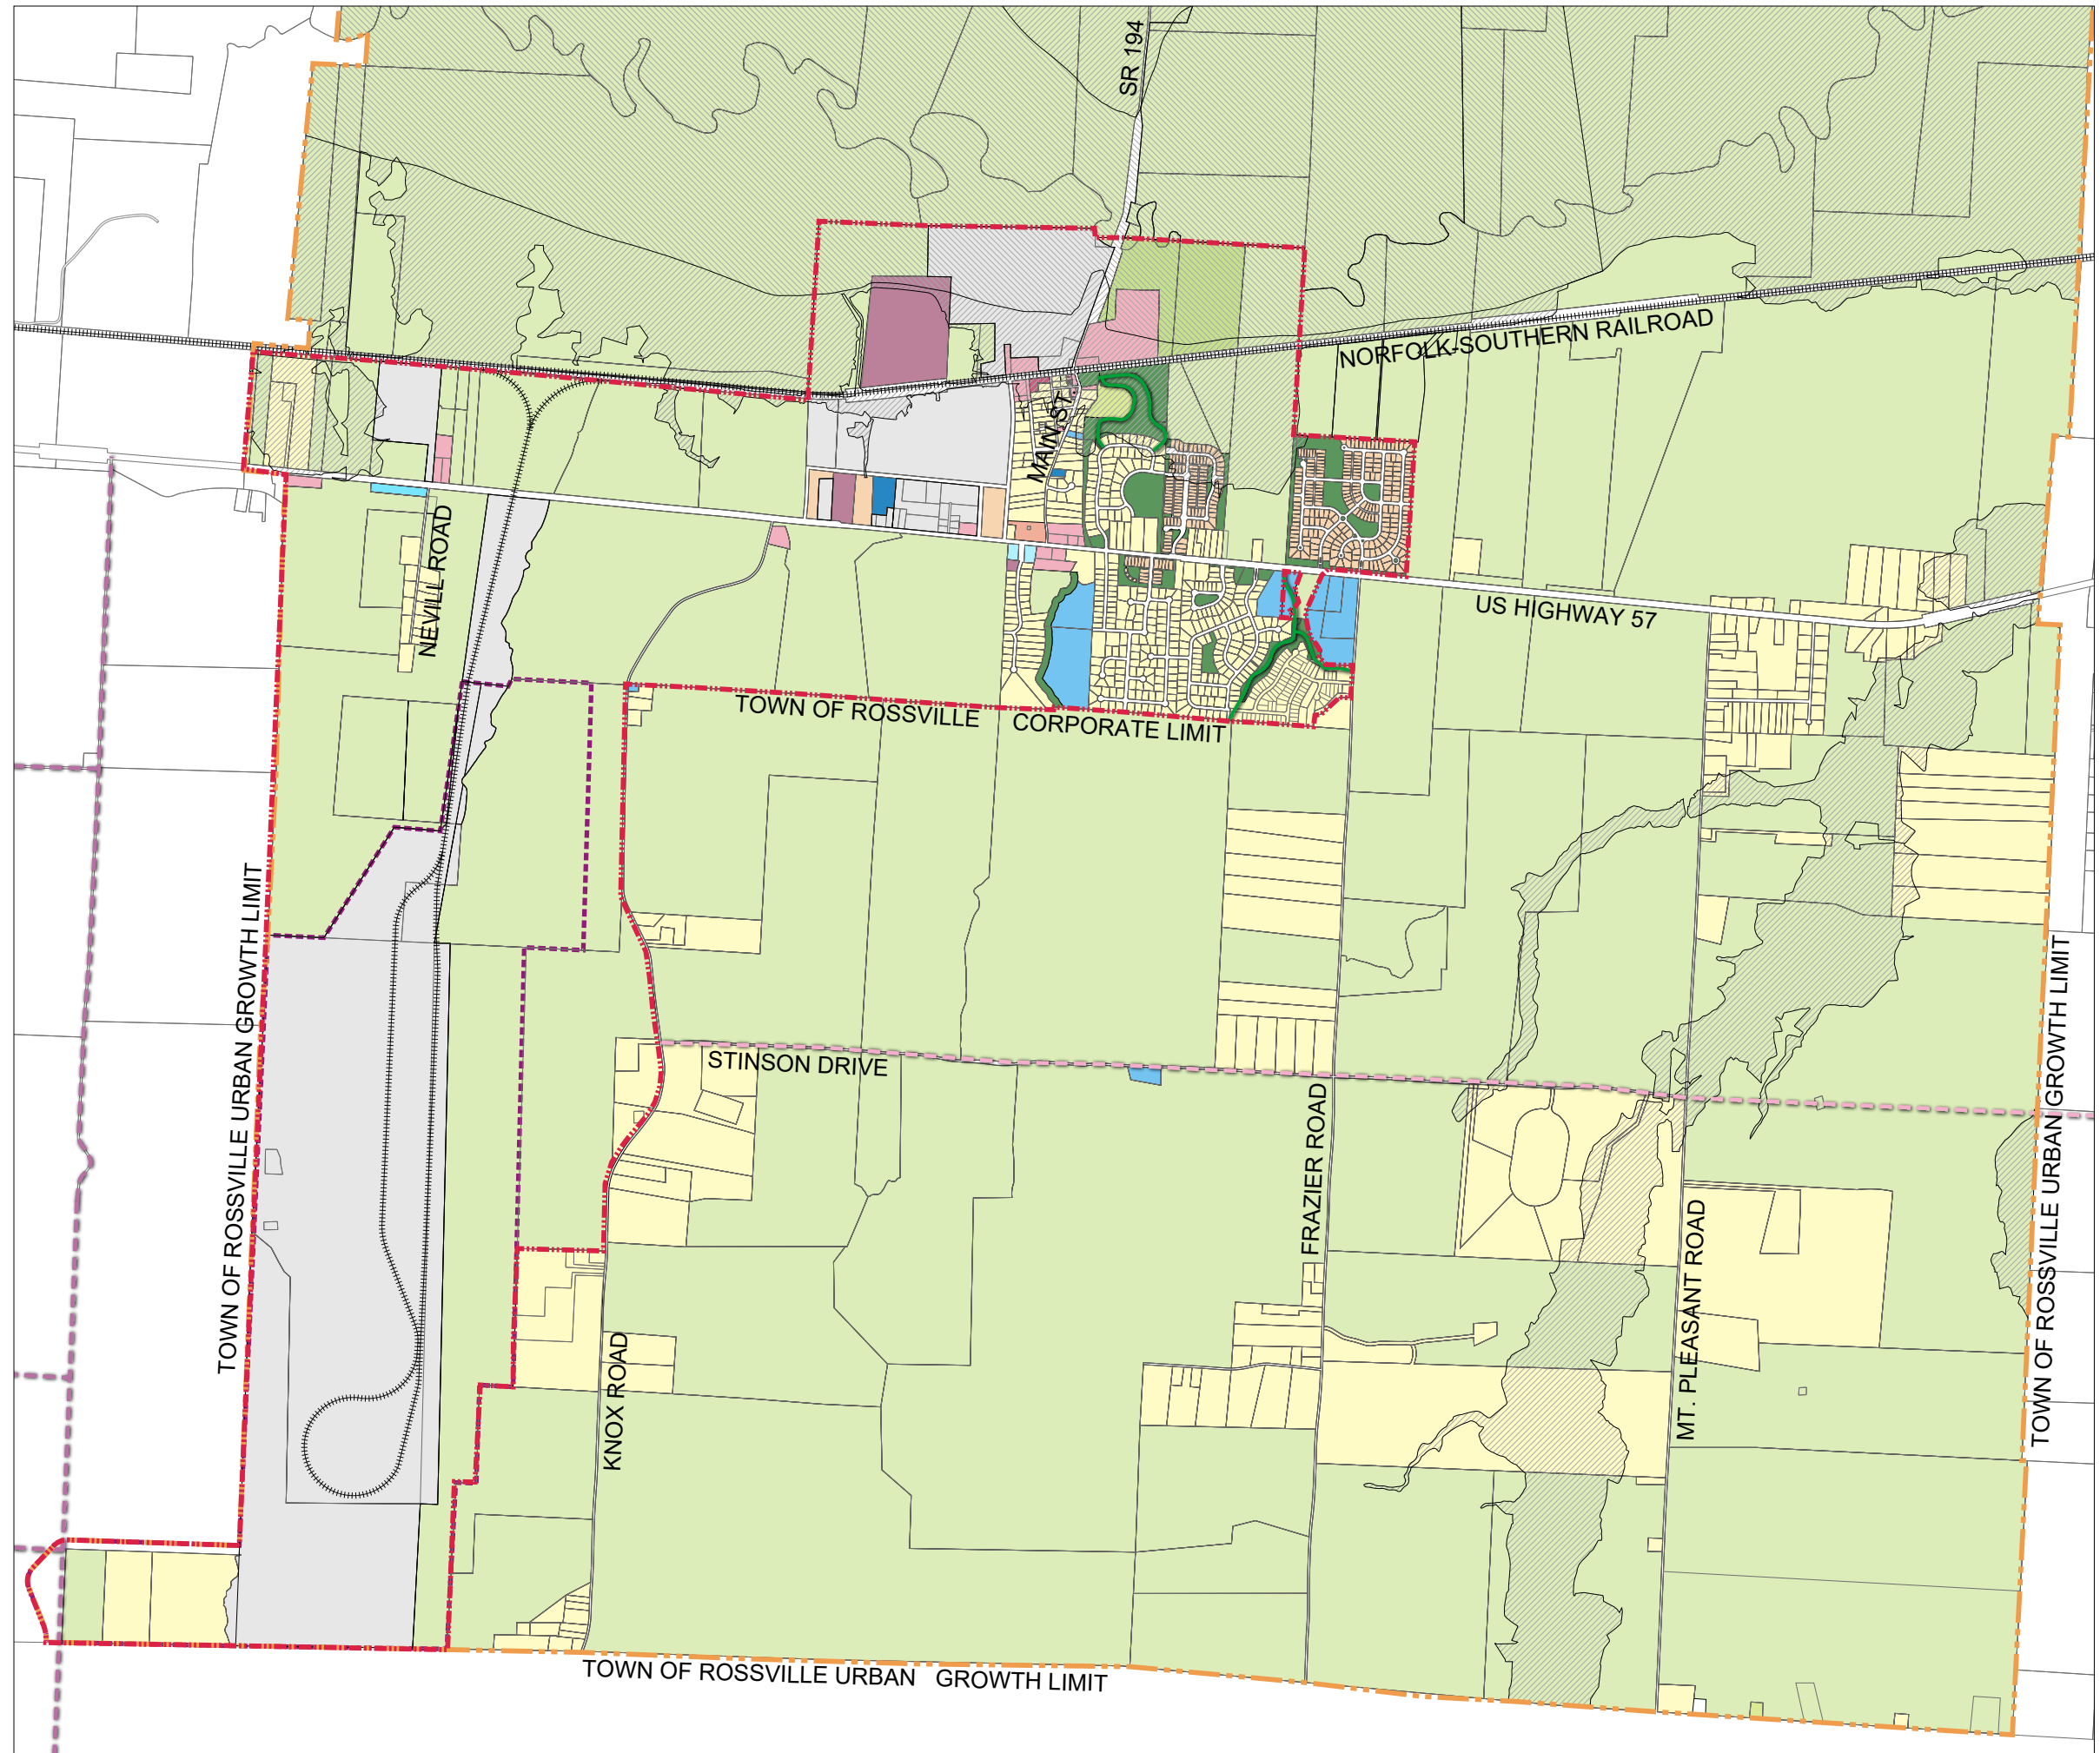 SR 194
NORFOLK-SOUTHERN RAILROAD
MAIN ST
NEVILL ROAD
US HIGHWAY 57
TOWN OF ROSSVILLE CORPORATE LIMIT
TOWN OF ROSSVILLE URBAN GROWTH LIMIT
STINSON DRIVE
FRAZIER ROAD
MT. PLEASANT ROAD
TOWN OF ROSSVILLE URBAN GROWTH LIMIT
KNOX ROAD
TOWN OF ROSSVILLE URBAN GROWTH LIMIT